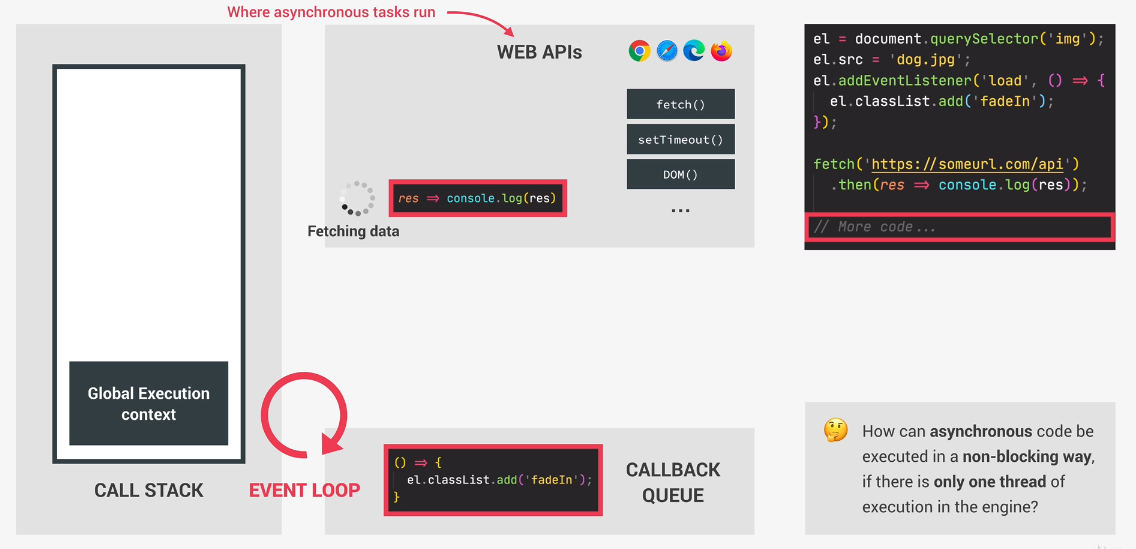 Where asynchronous tasks run
WEB APIs
fetch()
setTimeout()
DOM()
...
res => console.log(res)
Fetching data
el = document.querySelector('img');
el.src = 'dog.jpg';
el.addEventListener('load', () => {
el.classList.add('fadeIn');
});
fetch('https://someurl.com/api')
.then(res => console.log(res));
// More code...
Global Execution
context
CALL STACK
EVENT LOOP
() => {
el.classList.add('fadeIn');
}
CALLBACK
QUEUE
How can asynchronous code be
executed in a non-blocking way,
if there is only one thread of
execution in the engine?